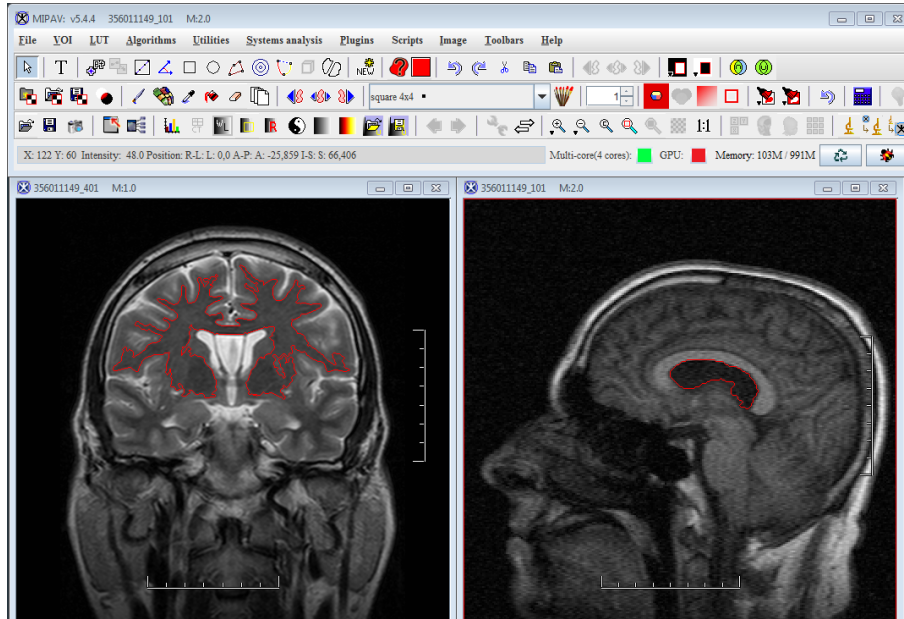 MIPAV: v5.4.4 356011149_101 M:2.0
File VOI LUT Algorithms Utilities Systems analysis Plugins Scripts Image Toolbars Help
T NEW ?
square 4x4 1
WL T R 1:1
X: 122 Y: 60 Intensity: 48.0 Position: R-L: L: 0,0 A-P: A: -25,859 I-S: S: 66,406 Multi-core(4 cores): GPU: Memory: 103M / 991M
356011149_401 M:1.0
356011149_101 M:2.0